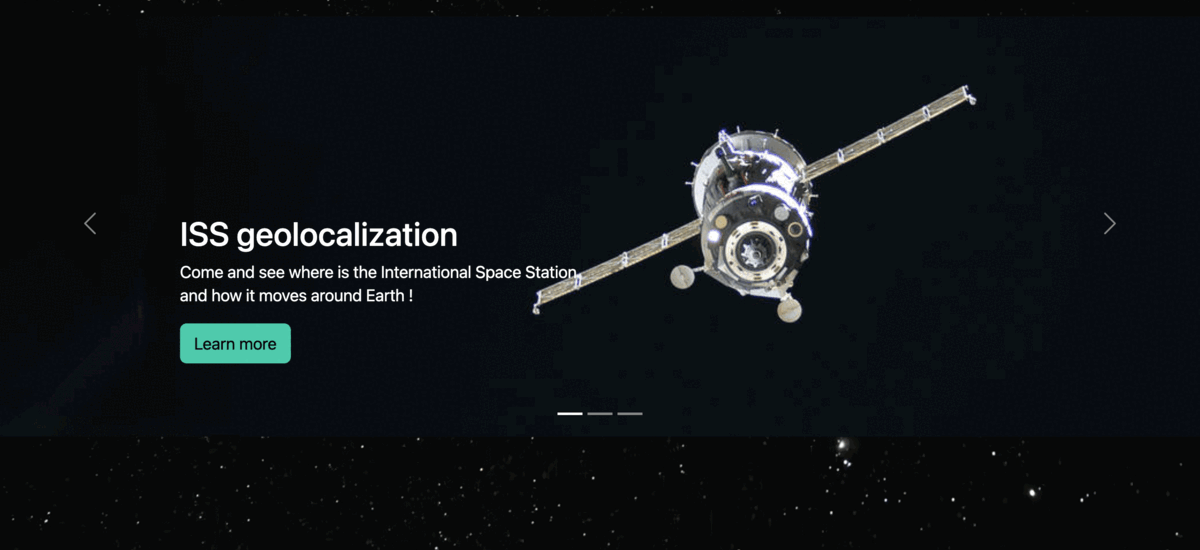 ISS geolocalization
Come and see where is the International Space Station,
and how it moves around Earth !
Learn more